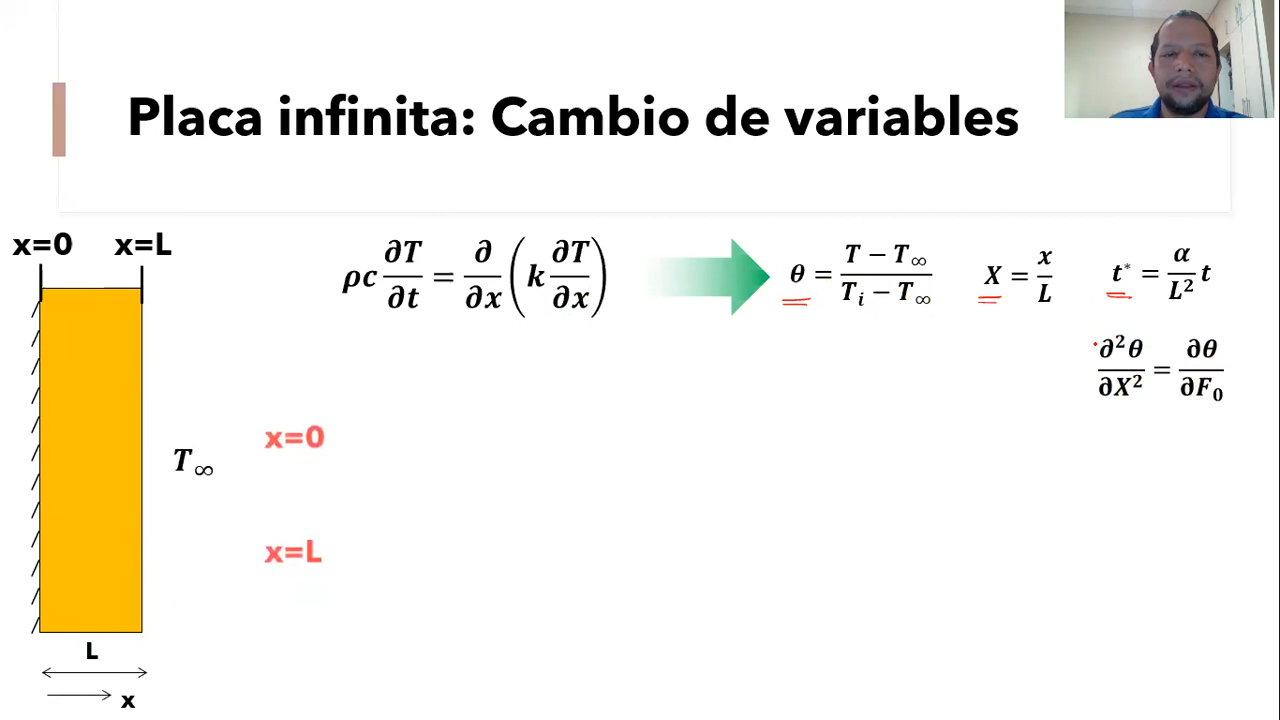 Placa infinita: Cambio de variables
x=0 x=L
ρc ∂T/∂t = ∂/∂x (k ∂T/∂x)
θ = (T − T∞)/(Tᵢ − T∞) X = x/L t* = α/L² t
∂²θ/∂X² = ∂θ/∂F₀
T∞
x=0
x=L
L
x